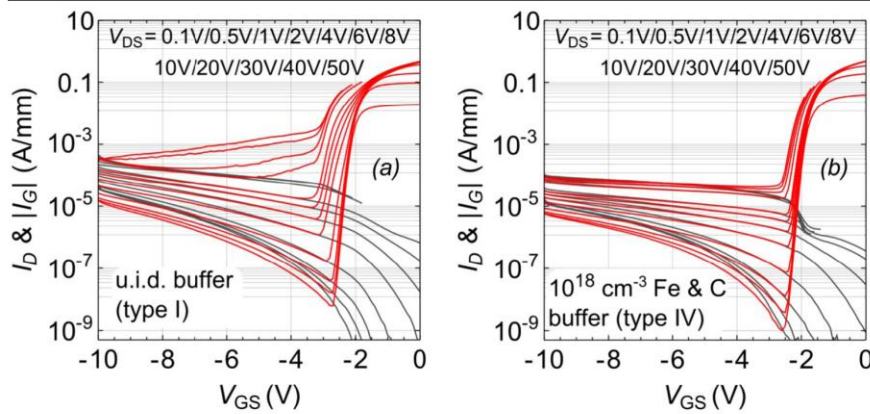 V_DS = 0.1V/0.5V/1V/2V/4V/6V/8V
10V/20V/30V/40V/50V
I_D & |I_G| (A/mm)
10
0.1
10⁻³
10⁻⁵
10⁻⁷
10⁻⁹
(a)
u.i.d. buffer
(type I)
-10 -8 -6 -4 -2 0
V_GS (V)
V_DS = 0.1V/0.5V/1V/2V/4V/6V/8V
10V/20V/30V/40V/50V
I_D & |I_G| (A/mm)
10
0.1
10⁻³
10⁻⁵
10⁻⁷
10⁻⁹
(b)
10¹⁸ cm⁻³ Fe & C
buffer (type IV)
-10 -8 -6 -4 -2 0
V_GS (V)